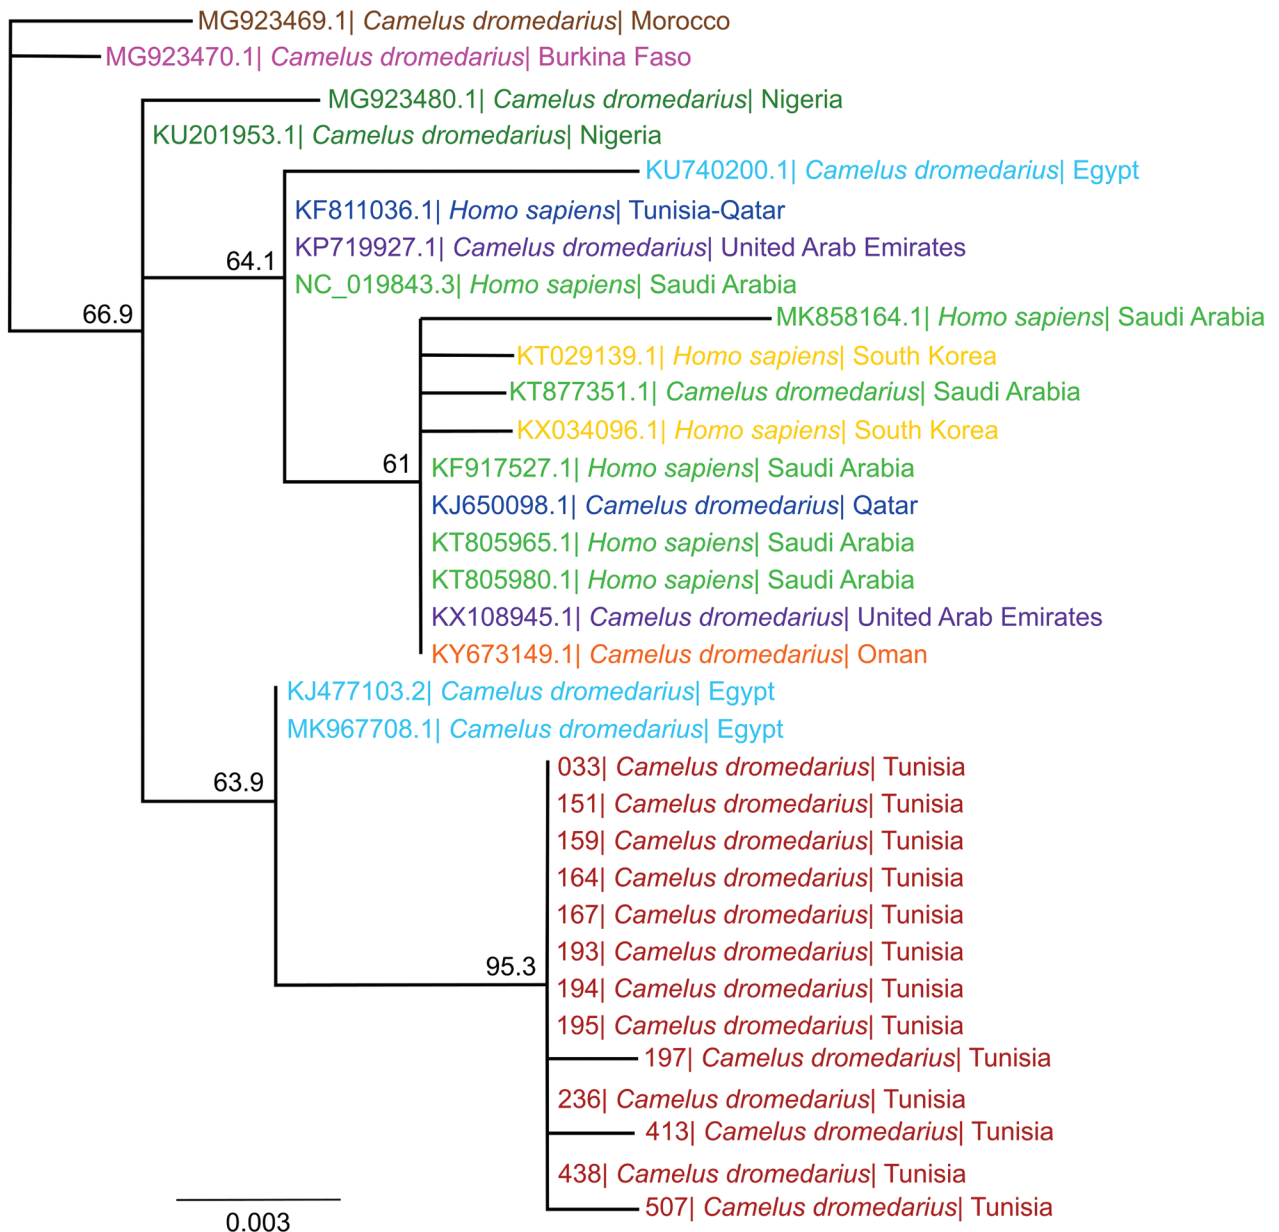 MG923469.1| Camelus dromedarius| Morocco
MG923470.1| Camelus dromedarius| Burkina Faso
MG923480.1| Camelus dromedarius| Nigeria
KU201953.1| Camelus dromedarius| Nigeria
KU740200.1| Camelus dromedarius| Egypt
KF811036.1| Homo sapiens| Tunisia-Qatar
KP719927.1| Camelus dromedarius| United Arab Emirates
64.1
NC_019843.3| Homo sapiens| Saudi Arabia
66.9
MK858164.1| Homo sapiens| Saudi Arabia
KT029139.1| Homo sapiens| South Korea
KT877351.1| Camelus dromedarius| Saudi Arabia
KX034096.1| Homo sapiens| South Korea
61
KF917527.1| Homo sapiens| Saudi Arabia
KJ650098.1| Camelus dromedarius| Qatar
KT805965.1| Homo sapiens| Saudi Arabia
KT805980.1| Homo sapiens| Saudi Arabia
KX108945.1| Camelus dromedarius| United Arab Emirates
KY673149.1| Camelus dromedarius| Oman
KJ477103.2| Camelus dromedarius| Egypt
MK967708.1| Camelus dromedarius| Egypt
63.9
033| Camelus dromedarius| Tunisia
151| Camelus dromedarius| Tunisia
159| Camelus dromedarius| Tunisia
164| Camelus dromedarius| Tunisia
167| Camelus dromedarius| Tunisia
193| Camelus dromedarius| Tunisia
95.3
194| Camelus dromedarius| Tunisia
195| Camelus dromedarius| Tunisia
197| Camelus dromedarius| Tunisia
236| Camelus dromedarius| Tunisia
413| Camelus dromedarius| Tunisia
438| Camelus dromedarius| Tunisia
507| Camelus dromedarius| Tunisia
0.003